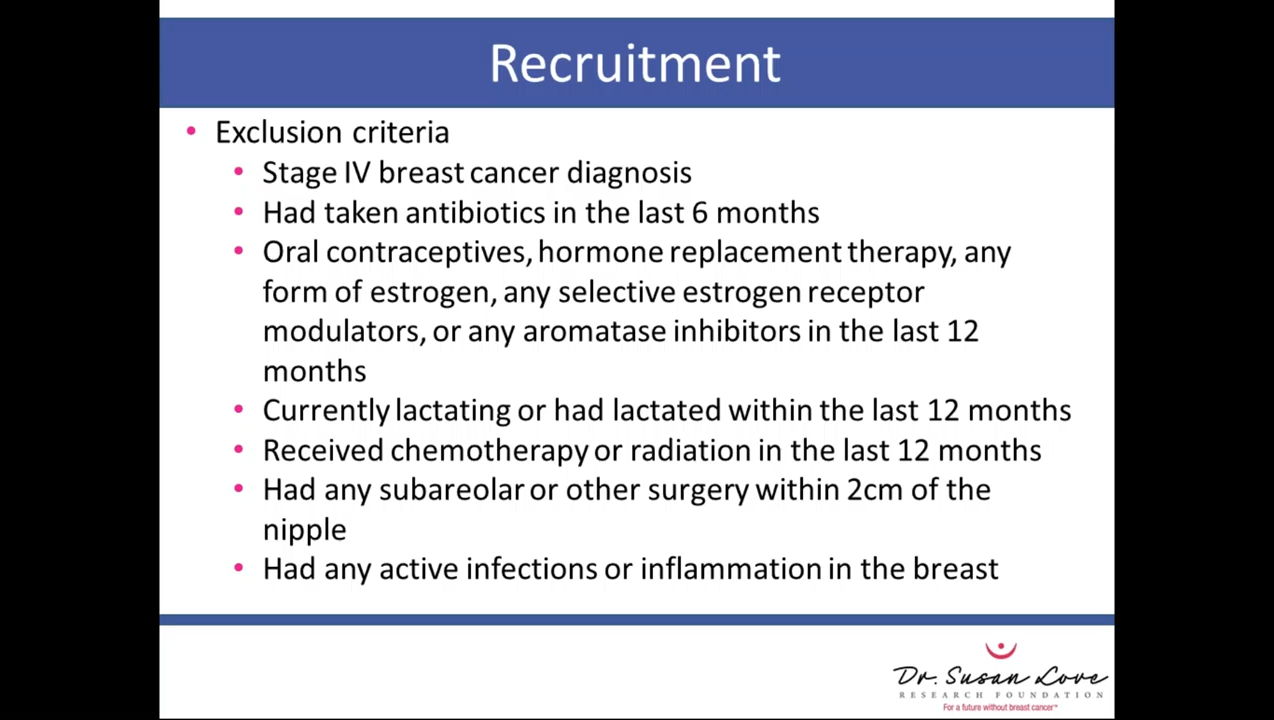 Recruitment
• Exclusion criteria
• Stage IV breast cancer diagnosis
• Had taken antibiotics in the last 6 months
• Oral contraceptives, hormone replacement therapy, any
form of estrogen, any selective estrogen receptor
modulators, or any aromatase inhibitors in the last 12
months
• Currently lactating or had lactated within the last 12 months
• Received chemotherapy or radiation in the last 12 months
• Had any subareolar or other surgery within 2cm of the
nipple
• Had any active infections or inflammation in the breast
Dr. Susan Love
RESEARCH FOUNDATION
For a future without breast cancer™